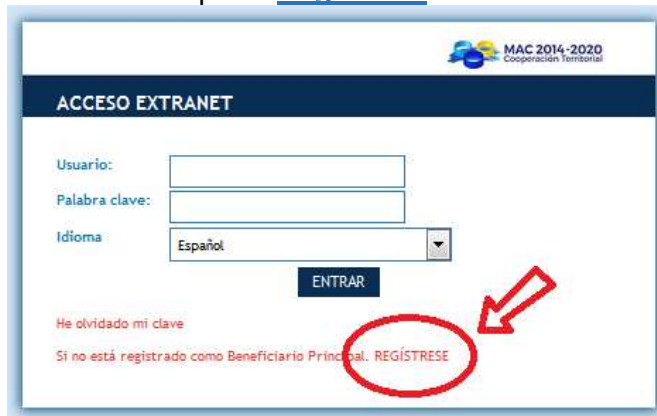 MAC 2014-2020
Cooperación Territorial
ACCESO EXTRANET
Usuario:
Palabra clave:
Idioma
Español
ENTRAR
He olvidado mi clave
Si no está registrado como Beneficiario Principal. REGÍSTRESE